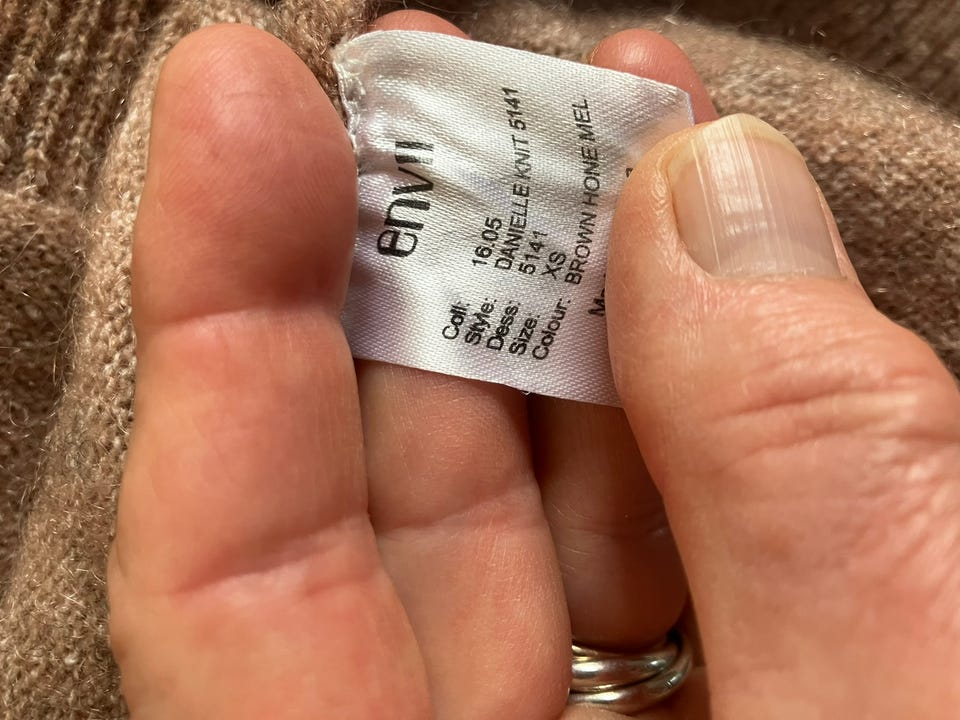 envii
Coll: 16.05
Style: DANIELLE KNIT 5141
Dess: 5141
Size: XS
Colour: BROWN HONE MEL